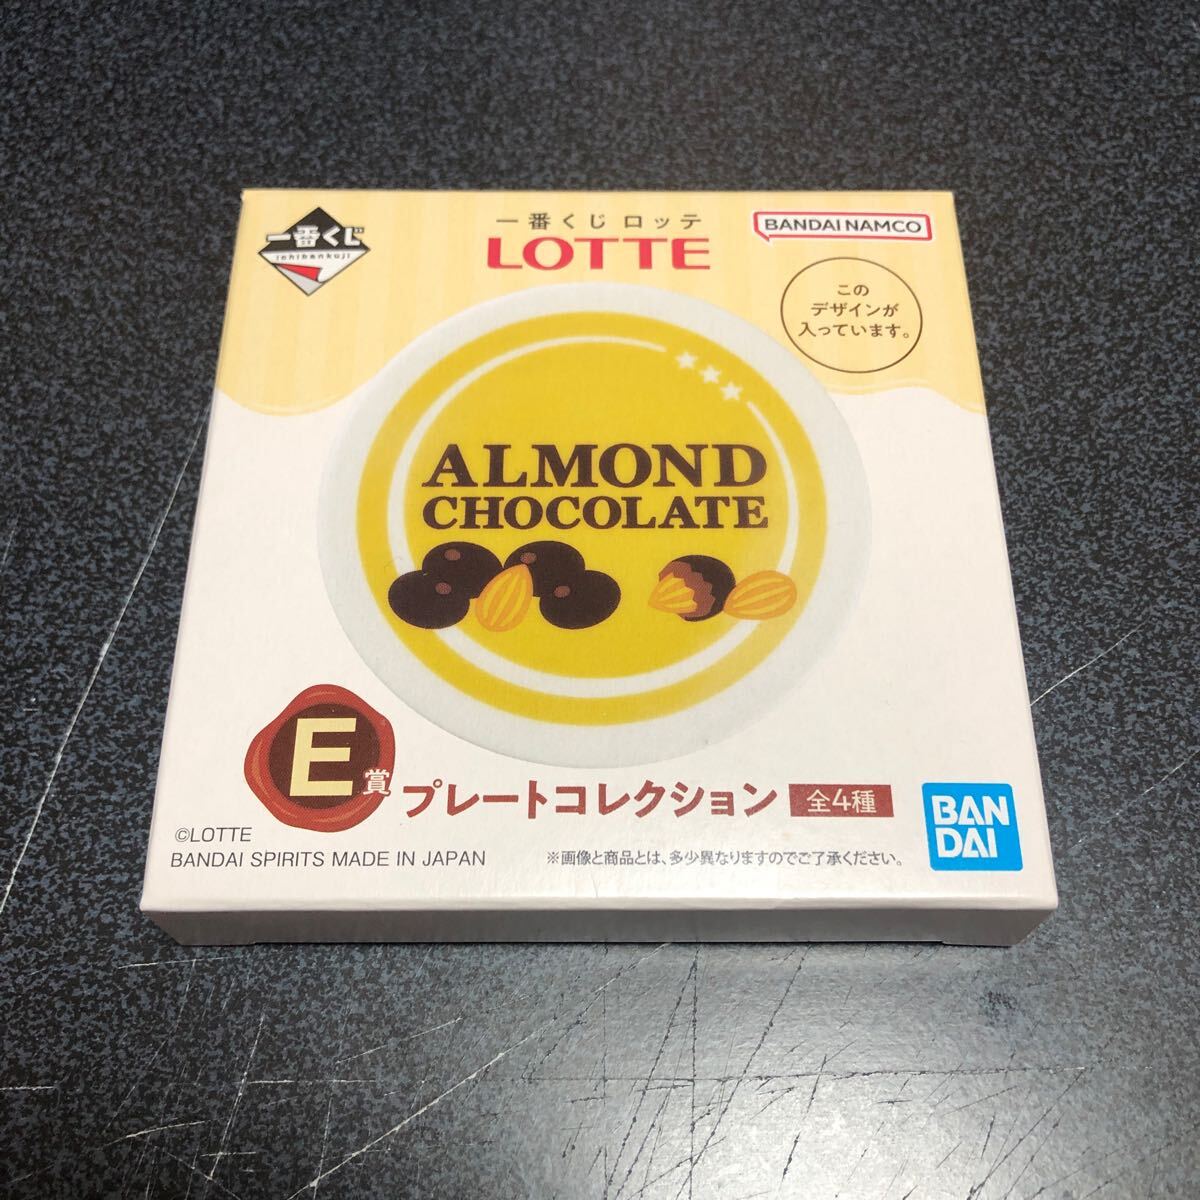 一番くじ
ichibankuji
一番くじ ロッテ
LOTTE
BANDAI NAMCO
この
デザインが
入っています。
ALMOND
CHOCOLATE
E賞 プレートコレクション 全4種
©LOTTE
BANDAI SPIRITS MADE IN JAPAN
※画像と商品とは、多少異なりますのでご了承ください。
BAN
DAI